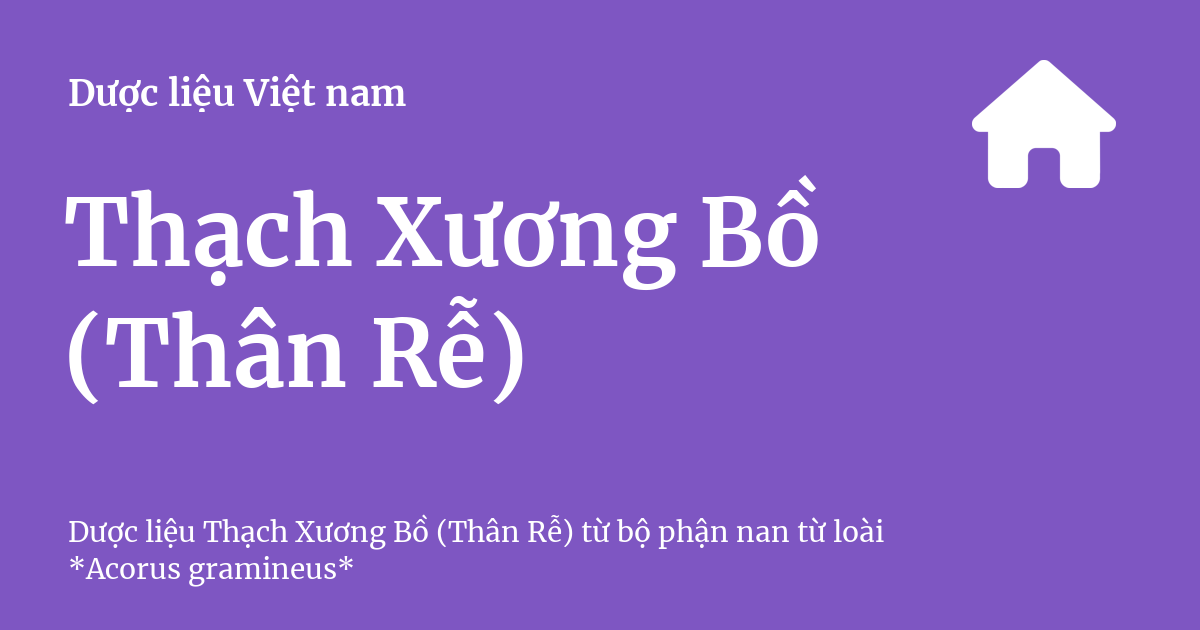 Dược liệu Việt nam
Thạch Xương Bồ
(Thân Rễ)
Dược liệu Thạch Xương Bồ (Thân Rễ) từ bộ phận nan từ loài
*Acorus gramineus*